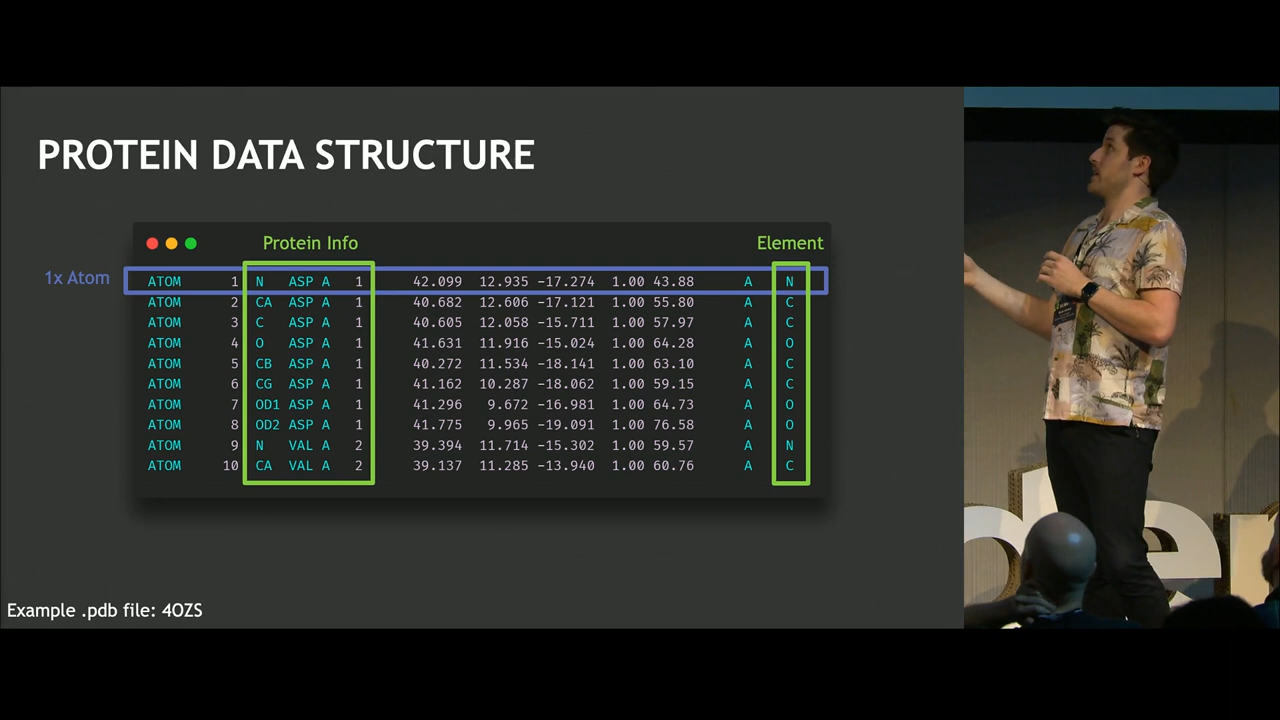 PROTEIN DATA STRUCTURE
Protein Info Element
1x Atom
ATOM 1 N ASP A 1 42.099 12.935 -17.274 1.00 43.88 A N
ATOM 2 CA ASP A 1 40.682 12.606 -17.121 1.00 55.80 A C
ATOM 3 C ASP A 1 40.605 12.058 -15.711 1.00 57.97 A C
ATOM 4 O ASP A 1 41.631 11.916 -15.024 1.00 64.28 A O
ATOM 5 CB ASP A 1 40.272 11.534 -18.141 1.00 63.10 A C
ATOM 6 CG ASP A 1 41.162 10.287 -18.062 1.00 59.15 A C
ATOM 7 OD1 ASP A 1 41.296 9.672 -16.981 1.00 64.73 A O
ATOM 8 OD2 ASP A 1 41.775 9.965 -19.091 1.00 76.58 A O
ATOM 9 N VAL A 2 39.394 11.714 -15.302 1.00 59.57 A N
ATOM 10 CA VAL A 2 39.137 11.285 -13.940 1.00 60.76 A C
Example .pdb file: 4OZS